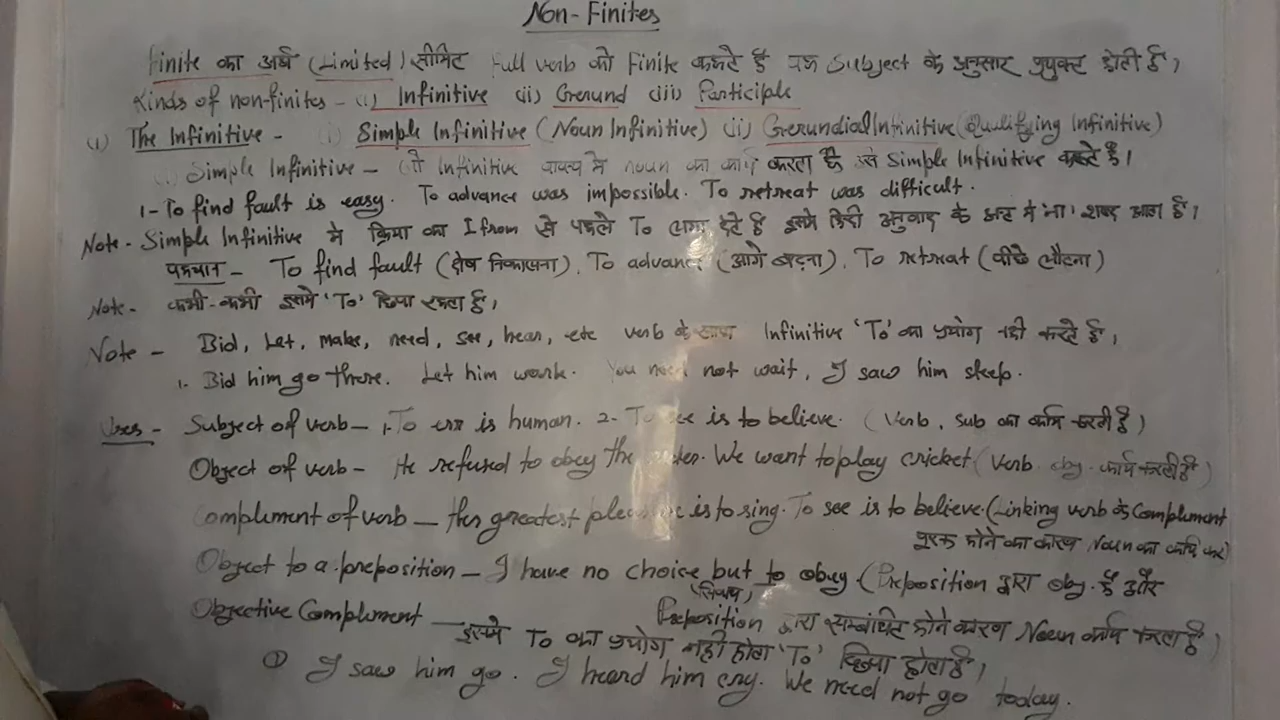 Non-Finites
Finite का अर्थ (Limited) सीमित Full verb को Finite कहते हैं यह Subject के अनुसार प्रयुक्त होती है,
Kinds of non-finites - (i) Infinitive (ii) Gerund (iii) Participle
(1) The Infinitive - (i) Simple Infinitive (Noun Infinitive) (ii) Gerundial Infinitive (Qualifying Infinitive)
Simple Infinitive - जो Infinitive वाक्य में noun का कार्य करता है उसे Simple Infinitive कहते हैं।
1- To find fault is easy. To advance was impossible. To retreat was difficult.
Note - Simple Infinitive में क्रिया का I from से पहले To लगा देते हैं इसमें हिन्दी अनुवाद के अन्त में 'ना' शब्द आता है।
पहचान - To find fault (दोष निकालना), To advance (आगे बढ़ना), To retreat (पीछे लौटना)
Note - कभी-कभी इसमें 'To' छिपा रहता है,
Note - Bid, Let, make, need, see, hear, etc verb के साथ Infinitive 'To' का प्रयोग नहीं करते हैं,
1. Bid him go there. Let him work. You need not wait, I saw him sleep.
Uses - Subject of verb - 1. To err is human. 2- To see is to believe. (Verb, sub का कार्य करती है)
Object of verb - He refused to obey the We want to play cricket (Verb obj. कार्य करती है)
Compliment of verb - greatest pleasure is to sing. To see is to believe. (Linking verb के Complement
पूरक होने का कारण Noun का कार्य करे)
Object to a preposition - I have no choice but to obey (Preposition द्वारा obj. है और
(सिवाय)
Objective Compliment - Preposition द्वारा सम्बंधित होने कारण Noun कार्य करता है)
इसमें To का प्रयोग नहीं होता 'To' छिपा होता है,
① I saw him go. I heard him cry. We need not go today.